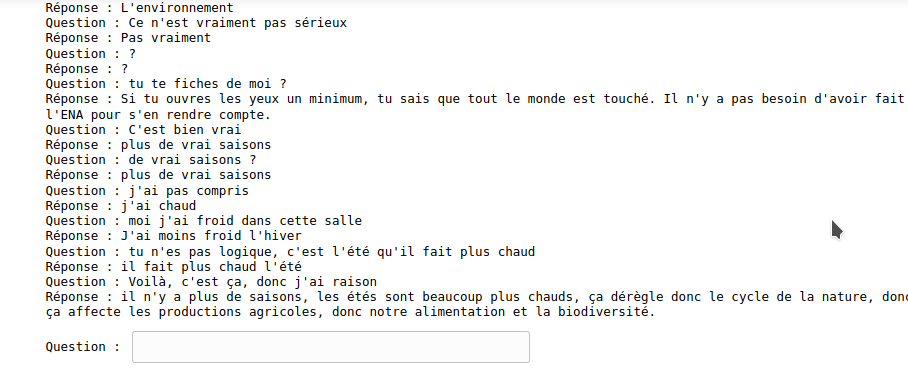 Réponse : L'environnement
Question : Ce n'est vraiment pas sérieux
Réponse : Pas vraiment
Question : ?
Réponse : ?
Question : tu te fiches de moi ?
Réponse : Si tu ouvres les yeux un minimum, tu sais que tout le monde est touché. Il n'y a pas besoin d'avoir fait
l'ENA pour s'en rendre compte.
Question : C'est bien vrai
Réponse : plus de vrai saisons
Question : de vrai saisons ?
Réponse : plus de vrai saisons
Question : j'ai pas compris
Réponse : j'ai chaud
Question : moi j'ai froid dans cette salle
Réponse : J'ai moins froid l'hiver
Question : tu n'es pas logique, c'est l'été qu'il fait plus chaud
Réponse : il fait plus chaud l'été
Question : Voilà, c'est ça, donc j'ai raison
Réponse : il n'y a plus de saisons, les étés sont beaucoup plus chauds, ça dérègle donc le cycle de la nature, donc
ça affecte les productions agricoles, donc notre alimentation et la biodiversité.
Question :